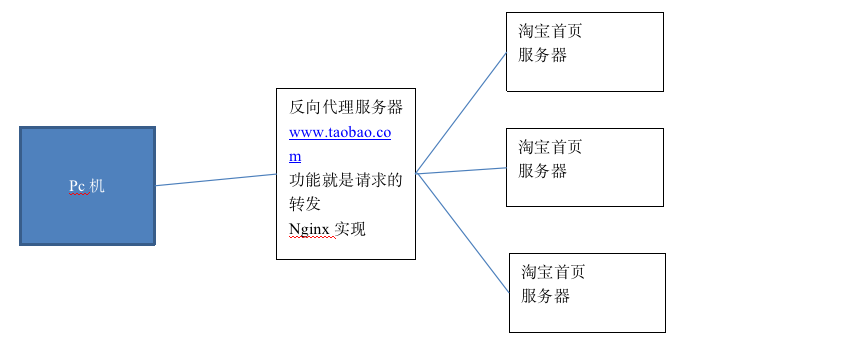 Pc 机
反向代理服务器
www.taobao.co
m
功能就是请求的
转发
Nginx 实现
淘宝首页
服务器
淘宝首页
服务器
淘宝首页
服务器